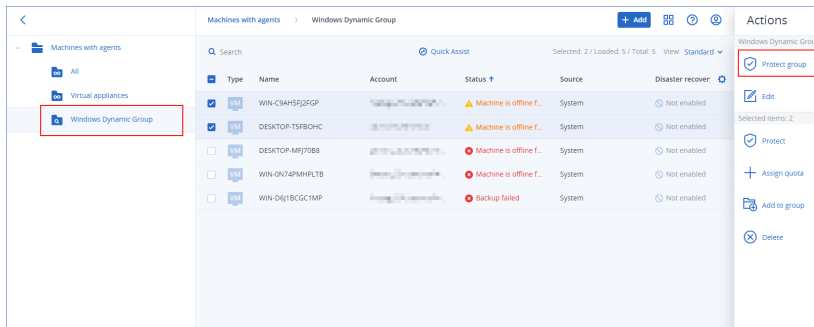 Machines with agents > Windows Dynamic Group
+ Add
Actions
Machines with agents
All
Virtual appliances
Windows Dynamic Group
Search
Quick Assist
Selected: 2 / Loaded: 5 / Total: 5 View: Standard
Type Name Account Status Source Disaster recover
VM WIN-C9AH5FJ2FGP Machine is offline f... System Not enabled
VM DESKTOP-T5FBOHC Machine is offline f... System Not enabled
VM DESKTOP-MFJ70B8 Machine is offline f... System Not enabled
VM WIN-0N74PMHPLTB Machine is offline f... System Not enabled
VM WIN-D6J1BCGC1MP Backup failed System Not enabled
Windows Dynamic Grou
Protect group
Edit
Selected items: 2
Protect
Assign quota
Add to group
Delete